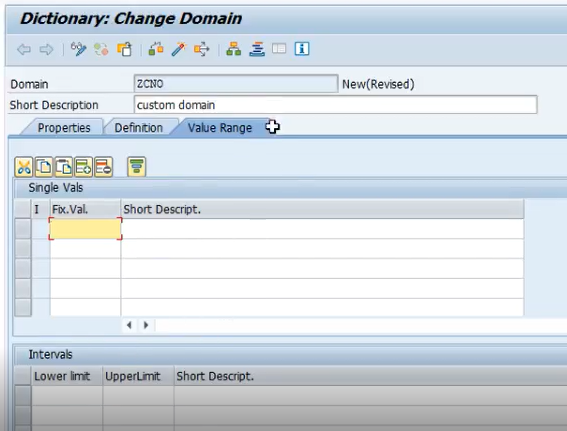 Dictionary: Change Domain
Domain ZCNO New(Revised)
Short Description custom domain
Properties Definition Value Range
Single Vals
I Fix.Val. Short Descript.
Intervals
Lower limit UpperLimit Short Descript.